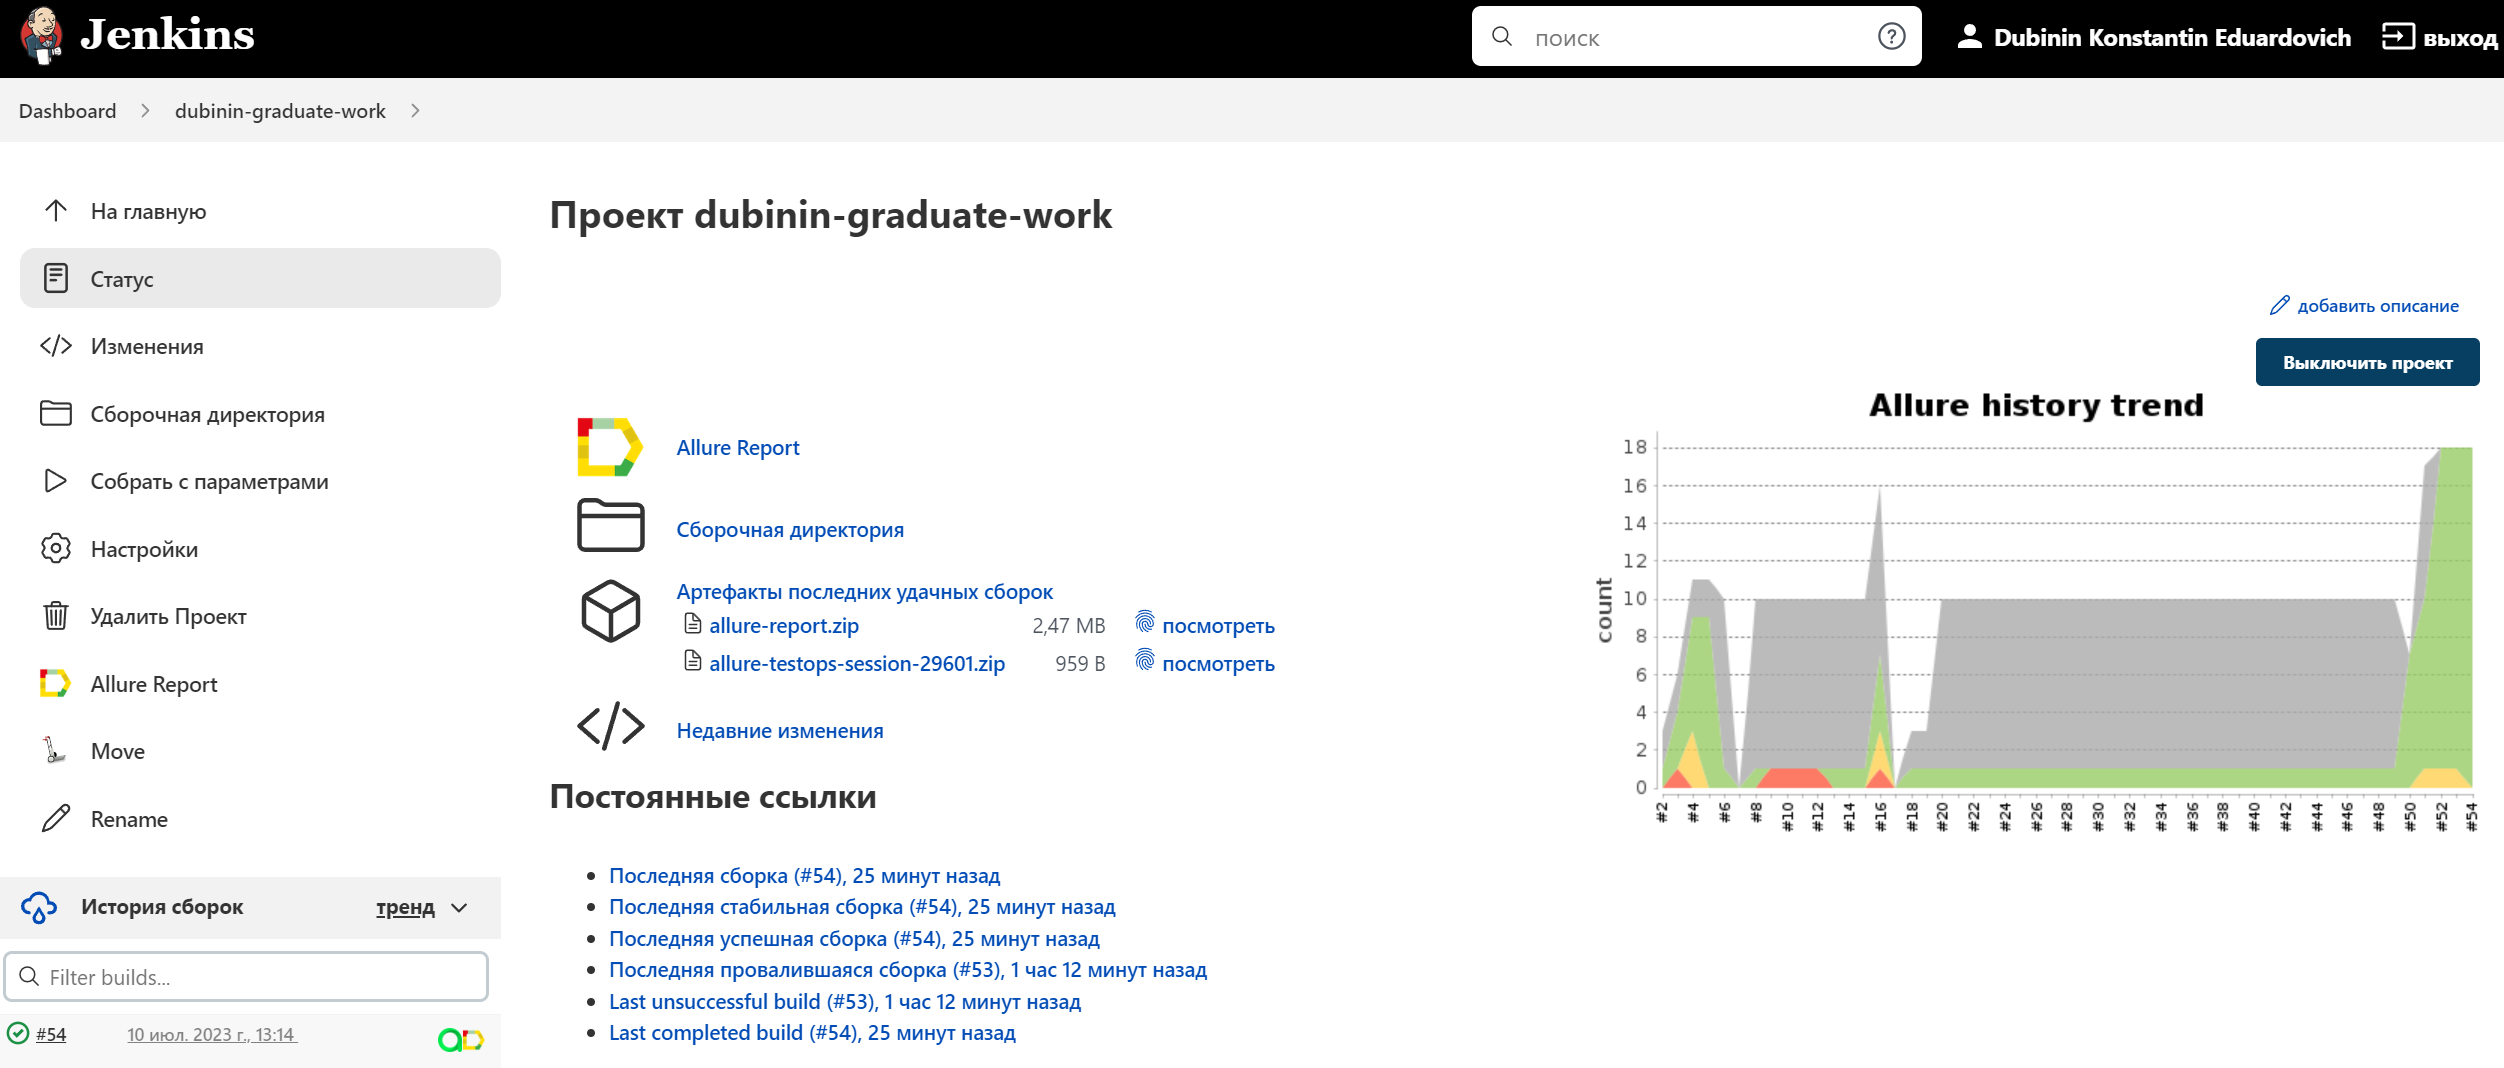 Jenkins
поиск
Dubinin Konstantin Eduardovich
выход
Dashboard
dubinin-graduate-work
На главную
Статус
Изменения
Сборочная директория
Собрать с параметрами
Настройки
Удалить Проект
Allure Report
Move
Rename
История сборок
тренд
Filter builds...
#54
10 июл. 2023 г., 13:14
Проект dubinin-graduate-work
добавить описание
Выключить проект
Allure Report
Сборочная директория
Артефакты последних удачных сборок
allure-report.zip 2,47 MB посмотреть
allure-testops-session-29601.zip 959 B посмотреть
Недавние изменения
Постоянные ссылки
Последняя сборка (#54), 25 минут назад
Последняя стабильная сборка (#54), 25 минут назад
Последняя успешная сборка (#54), 25 минут назад
Последняя провалившаяся сборка (#53), 1 час 12 минут назад
Last unsuccessful build (#53), 1 час 12 минут назад
Last completed build (#54), 25 минут назад
Allure history trend
count
18
16
14
12
10
8
6
4
2
0
#2 #4 #6 #8 #10 #12 #14 #16 #18 #20 #22 #24 #26 #28 #30 #32 #34 #36 #38 #40 #42 #44 #46 #48 #50 #52 #54